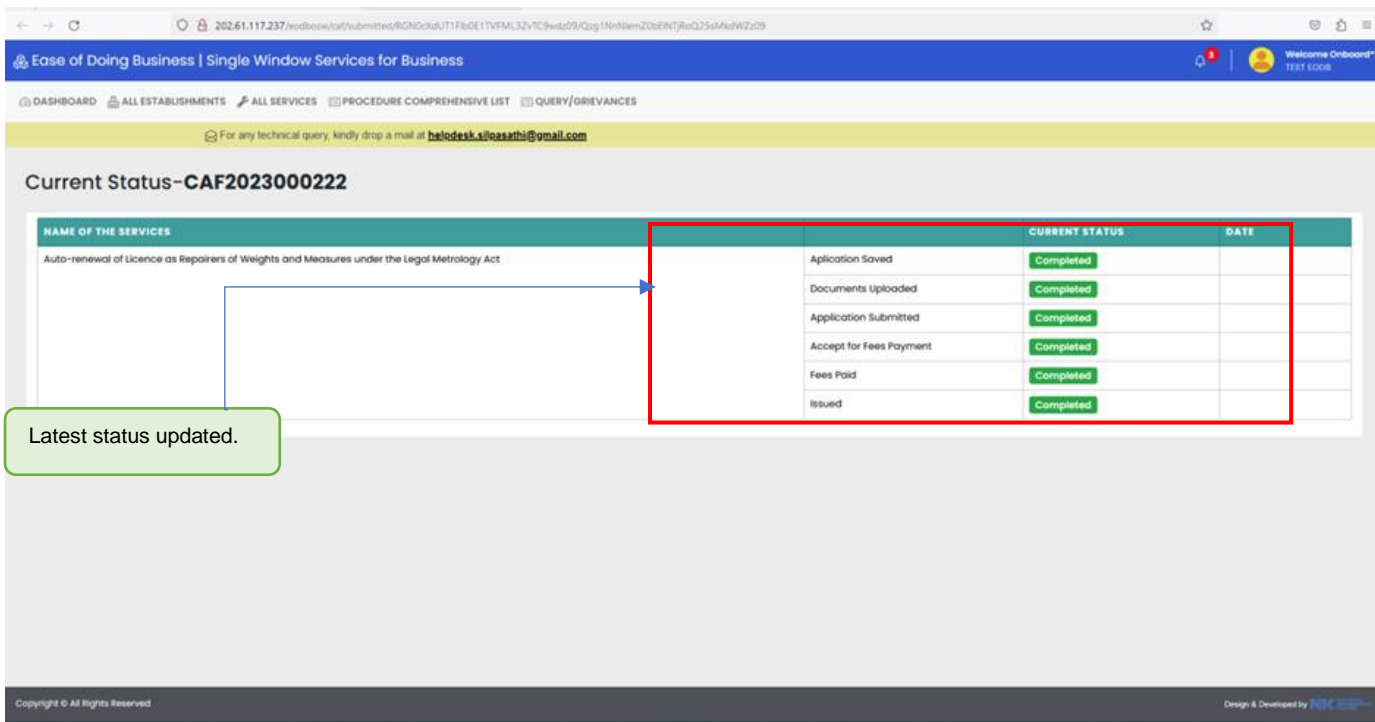 202.61.117.237
3
Ease of Doing Business | Single Window Services for Business
Welcome Onboard"
TEST EODB
DASHBOARD ALL ESTABLISHMENTS ALL SERVICES PROCEDURE COMPREHENSIVE LIST QUERY/GRIEVANCES
For any technical query, kindly drop a mail at helpdesk.silpasathi@gmail.com
Current Status-CAF2023000222
NAME OF THE SERVICES CURRENT STATUS DATE
Auto-renewal of Licence as Repairers of Weights and Measures under the Legal Metrology Act Aplication Saved Completed
Documents Uploaded Completed
Application Submitted Completed
Accept for Fees Payment Completed
Fees Paid Completed
Issued Completed
Latest status updated.
Copyright © All Rights Reserved Design & Developed by NIC